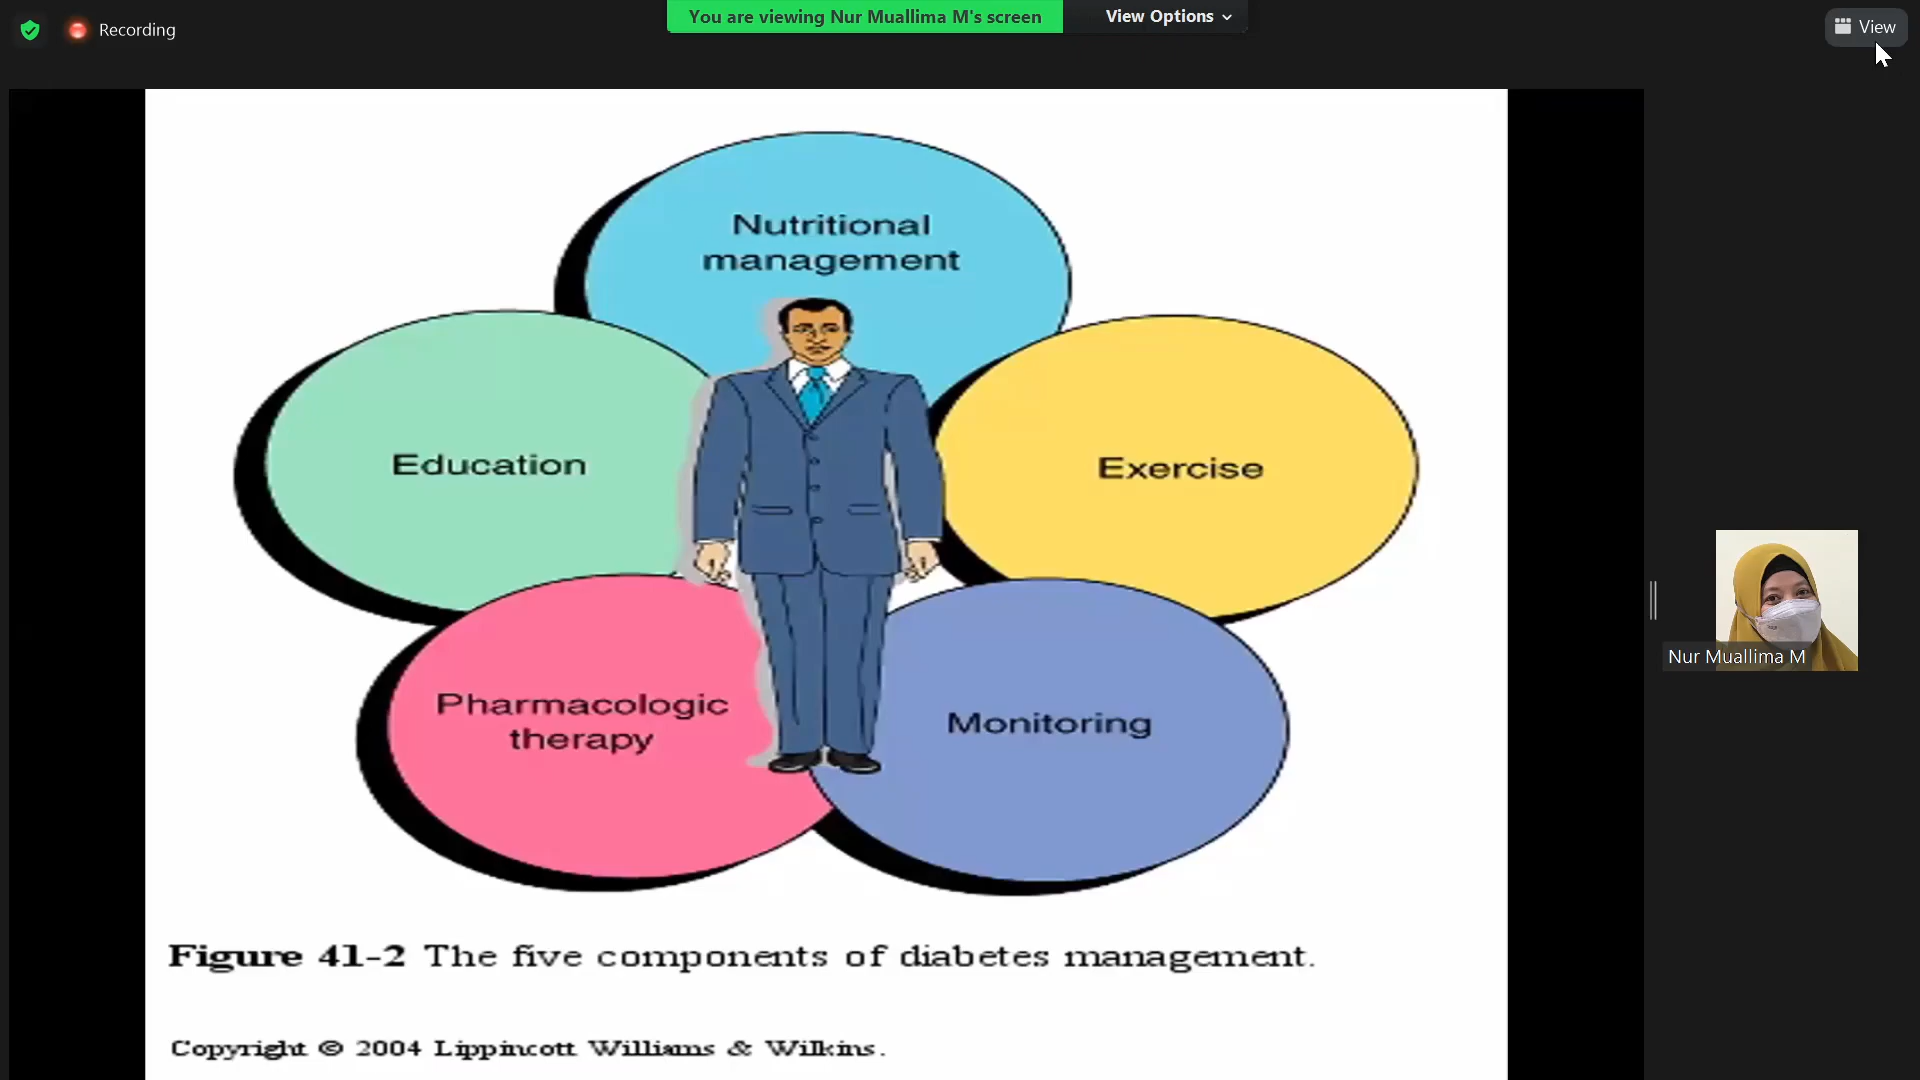 Recording
You are viewing Nur Muallima M's screen
View Options
View
Nutritional
management
Education
Exercise
Pharmacologic
therapy
Monitoring
Nur Muallima M
Figure 41-2 The five components of diabetes management.
Copyright © 2004 Lippincott Williams & Wilkins.